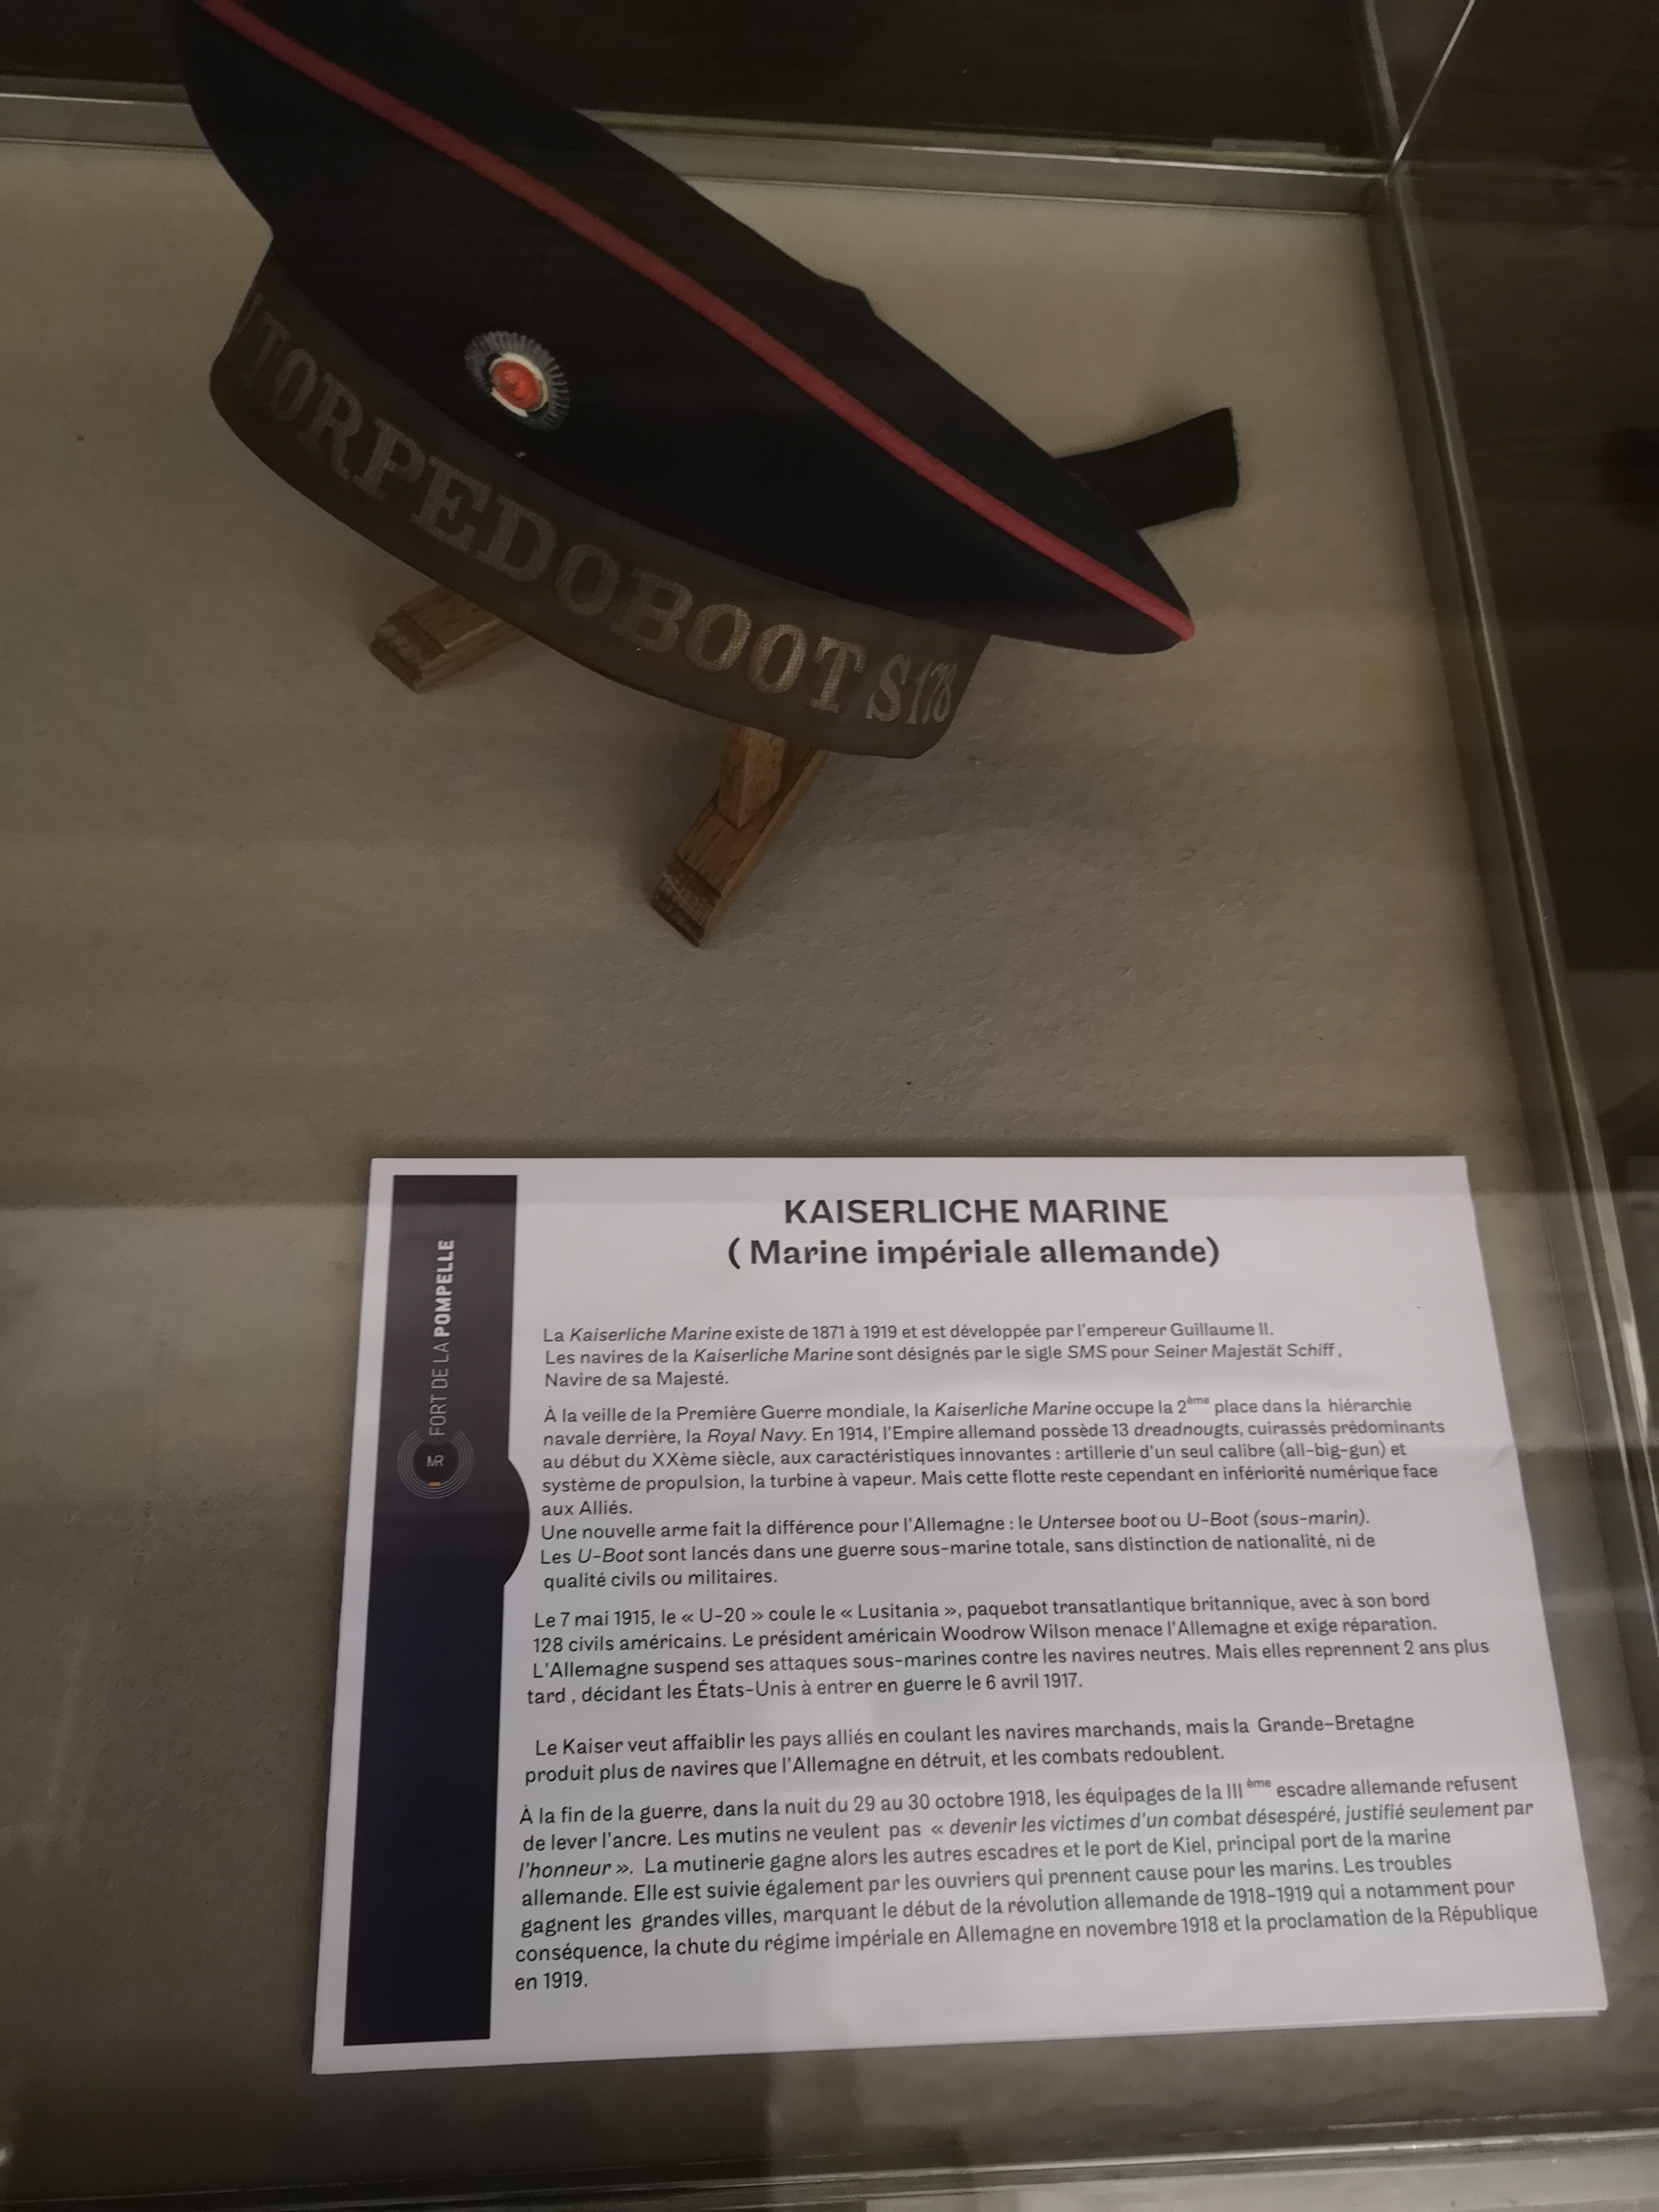 TORPEDOBOOT S178
FORT DE LA POMPELLE
MR
KAISERLICHE MARINE
( Marine impériale allemande)
La Kaiserliche Marine existe de 1871 à 1919 et est développée par l'empereur Guillaume II.
Les navires de la Kaiserliche Marine sont désignés par le sigle SMS pour Seiner Majestät Schiff ,
Navire de sa Majesté.
À la veille de la Première Guerre mondiale, la Kaiserliche Marine occupe la 2ème place dans la hiérarchie
navale derrière, la Royal Navy. En 1914, l'Empire allemand possède 13 dreadnougts, cuirassés prédominants
au début du XXème siècle, aux caractéristiques innovantes : artillerie d'un seul calibre (all-big-gun) et
système de propulsion, la turbine à vapeur. Mais cette flotte reste cependant en infériorité numérique face
aux Alliés.
Une nouvelle arme fait la différence pour l'Allemagne : le Untersee boot ou U-Boot (sous-marin).
Les U-Boot sont lancés dans une guerre sous-marine totale, sans distinction de nationalité, ni de
qualité civils ou militaires.
Le 7 mai 1915, le « U-20 » coule le « Lusitania », paquebot transatlantique britannique, avec à son bord
128 civils américains. Le président américain Woodrow Wilson menace l'Allemagne et exige réparation.
L'Allemagne suspend ses attaques sous-marines contre les navires neutres. Mais elles reprennent 2 ans plus
tard , décidant les États-Unis à entrer en guerre le 6 avril 1917.
Le Kaiser veut affaiblir les pays alliés en coulant les navires marchands, mais la Grande-Bretagne
produit plus de navires que l'Allemagne en détruit, et les combats redoublent.
À la fin de la guerre, dans la nuit du 29 au 30 octobre 1918, les équipages de la III ème escadre allemande refusent
de lever l'ancre. Les mutins ne veulent pas « devenir les victimes d'un combat désespéré, justifié seulement par
l'honneur ». La mutinerie gagne alors les autres escadres et le port de Kiel, principal port de la marine
allemande. Elle est suivie également par les ouvriers qui prennent cause pour les marins. Les troubles
gagnent les grandes villes, marquant le début de la révolution allemande de 1918-1919 qui a notamment pour
conséquence, la chute du régime impériale en Allemagne en novembre 1918 et la proclamation de la République
en 1919.